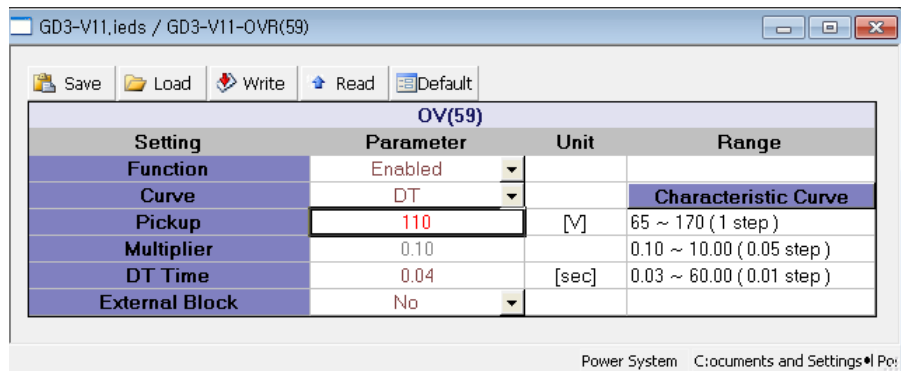 GD3-V11,ieds / GD3-V11-OVR(59)
Save Load Write Read Default
OV(59)
Setting Parameter Unit Range
Function Enabled
Curve DT Characteristic Curve
Pickup 110 [V] 65 ~ 170 ( 1 step )
Multiplier 0.10 0.10 ~ 10.00 ( 0.05 step )
DT Time 0.04 [sec] 0.03 ~ 60.00 ( 0.01 step )
External Block No
Power System C:ocuments and Settings